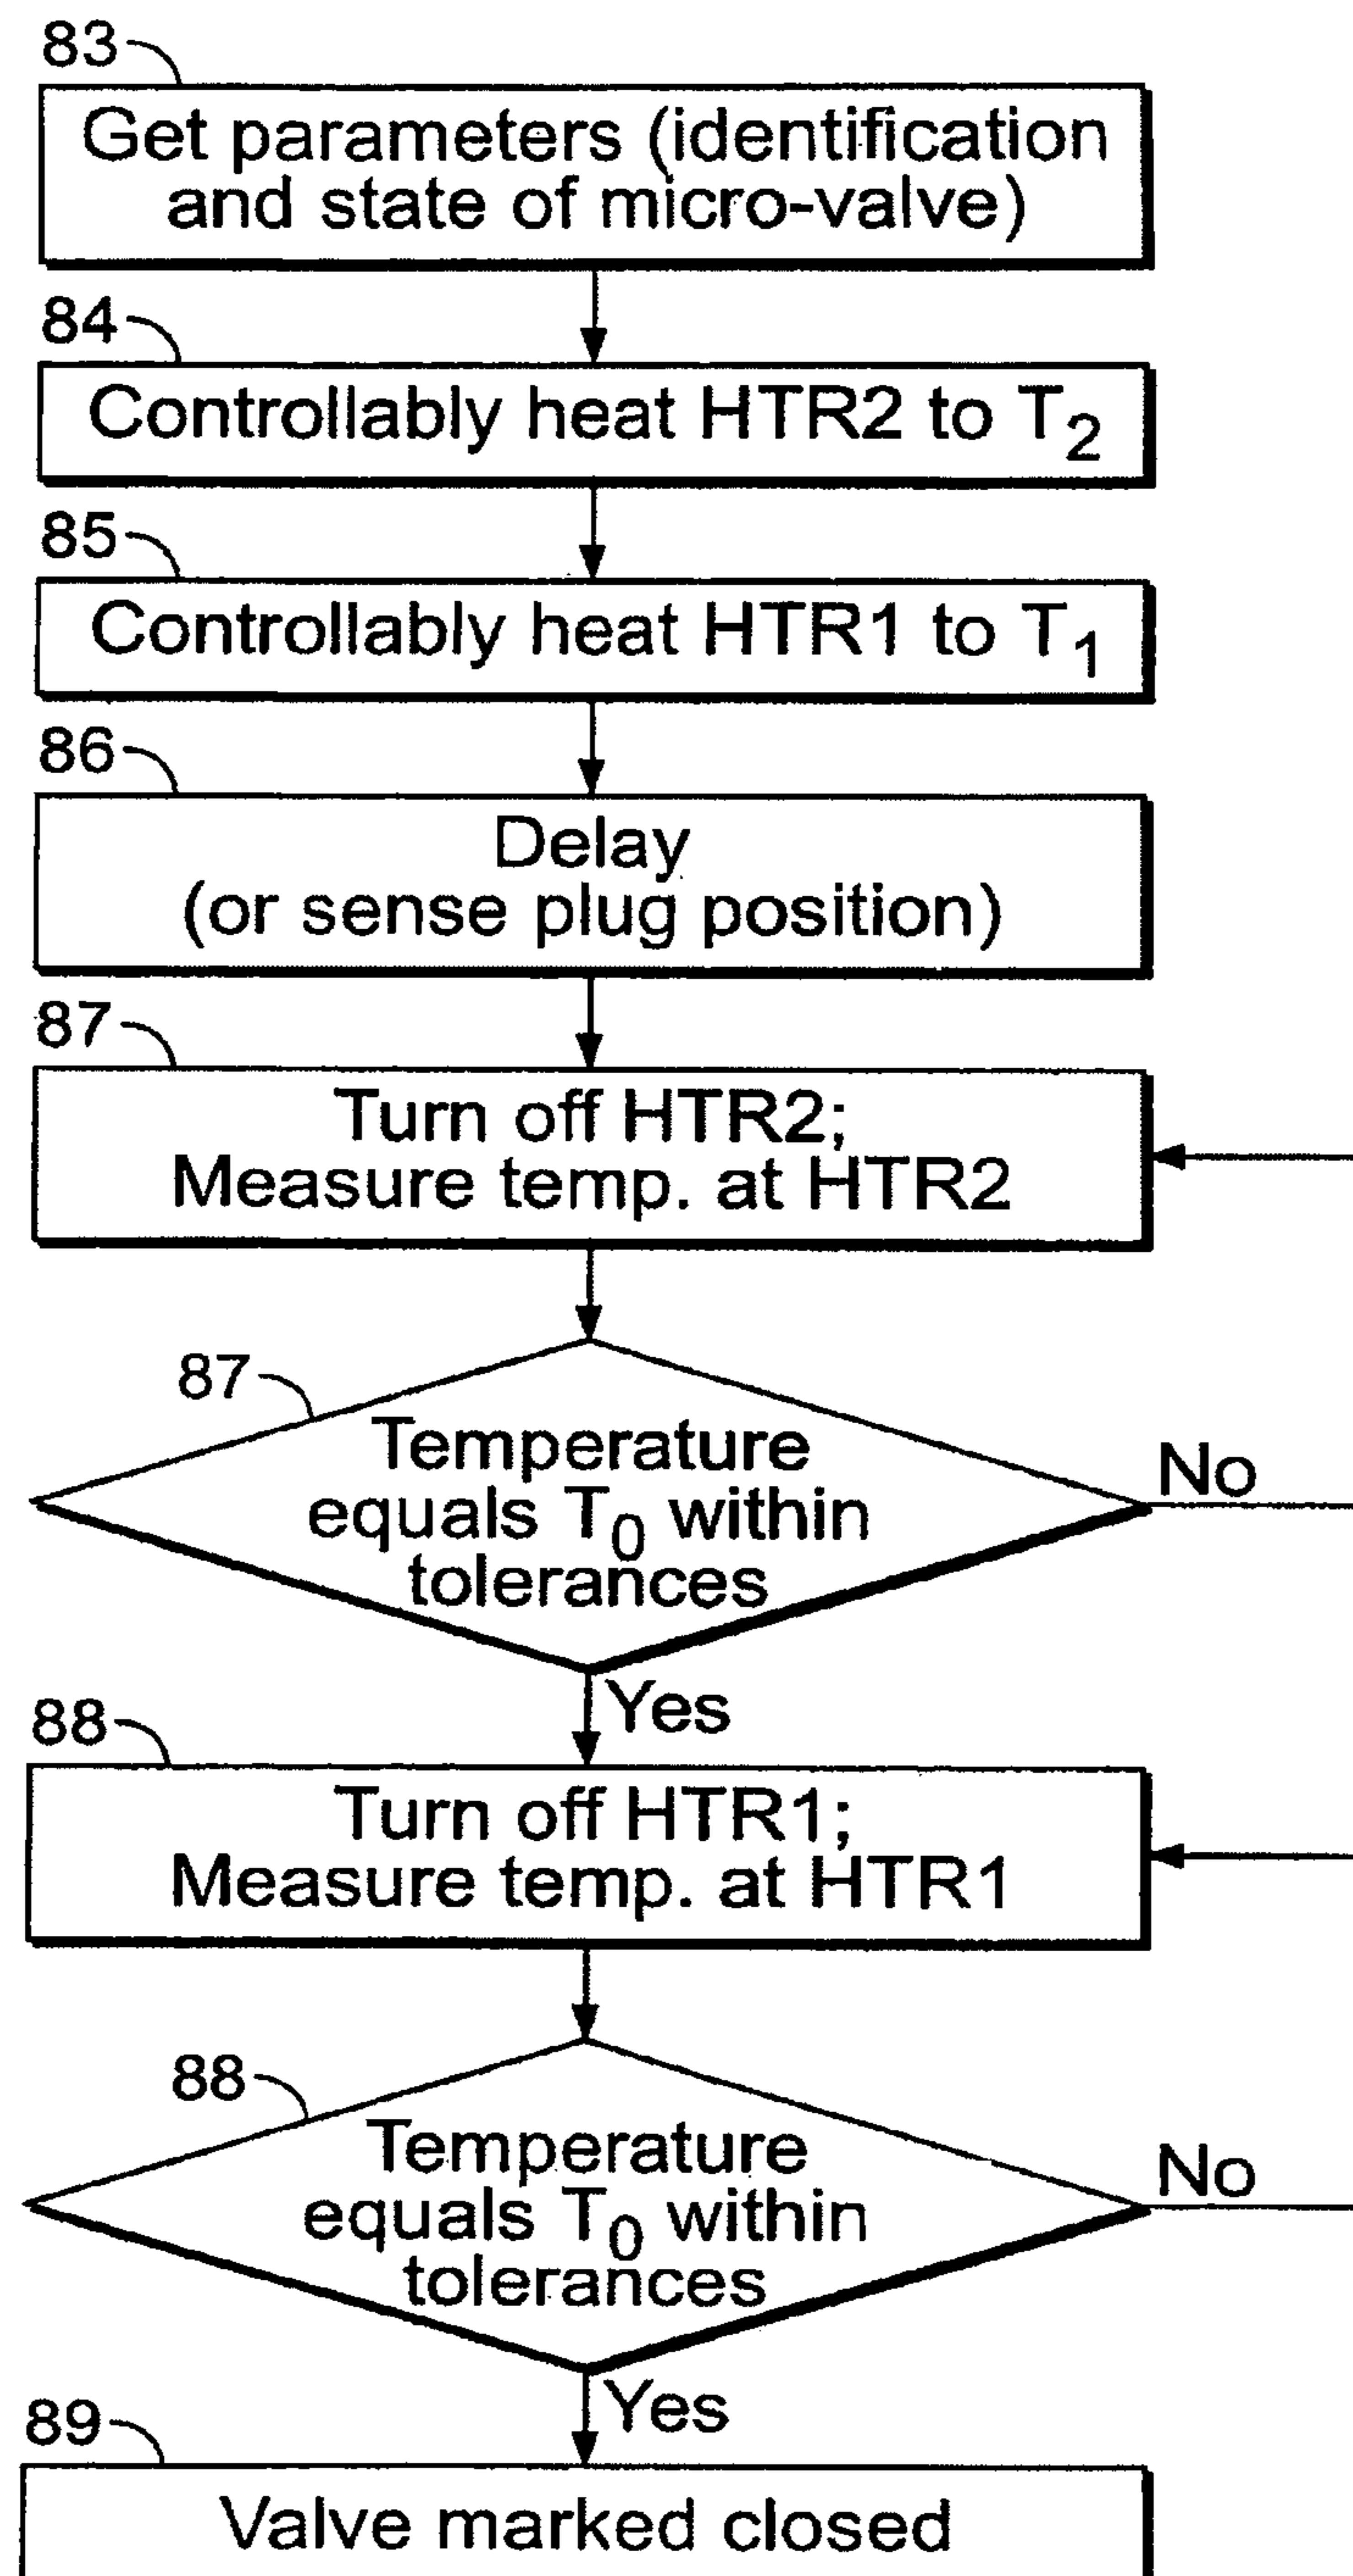 83
Get parameters (identification
and state of micro-valve)
84
Controllably heat HTR2 to T₂
85
Controllably heat HTR1 to T₁
86
Delay
(or sense plug position)
87
Turn off HTR2;
Measure temp. at HTR2
87
Temperature
equals T₀ within
tolerances
No
Yes
88
Turn off HTR1;
Measure temp. at HTR1
88
Temperature
equals T₀ within
tolerances
No
Yes
89
Valve marked closed